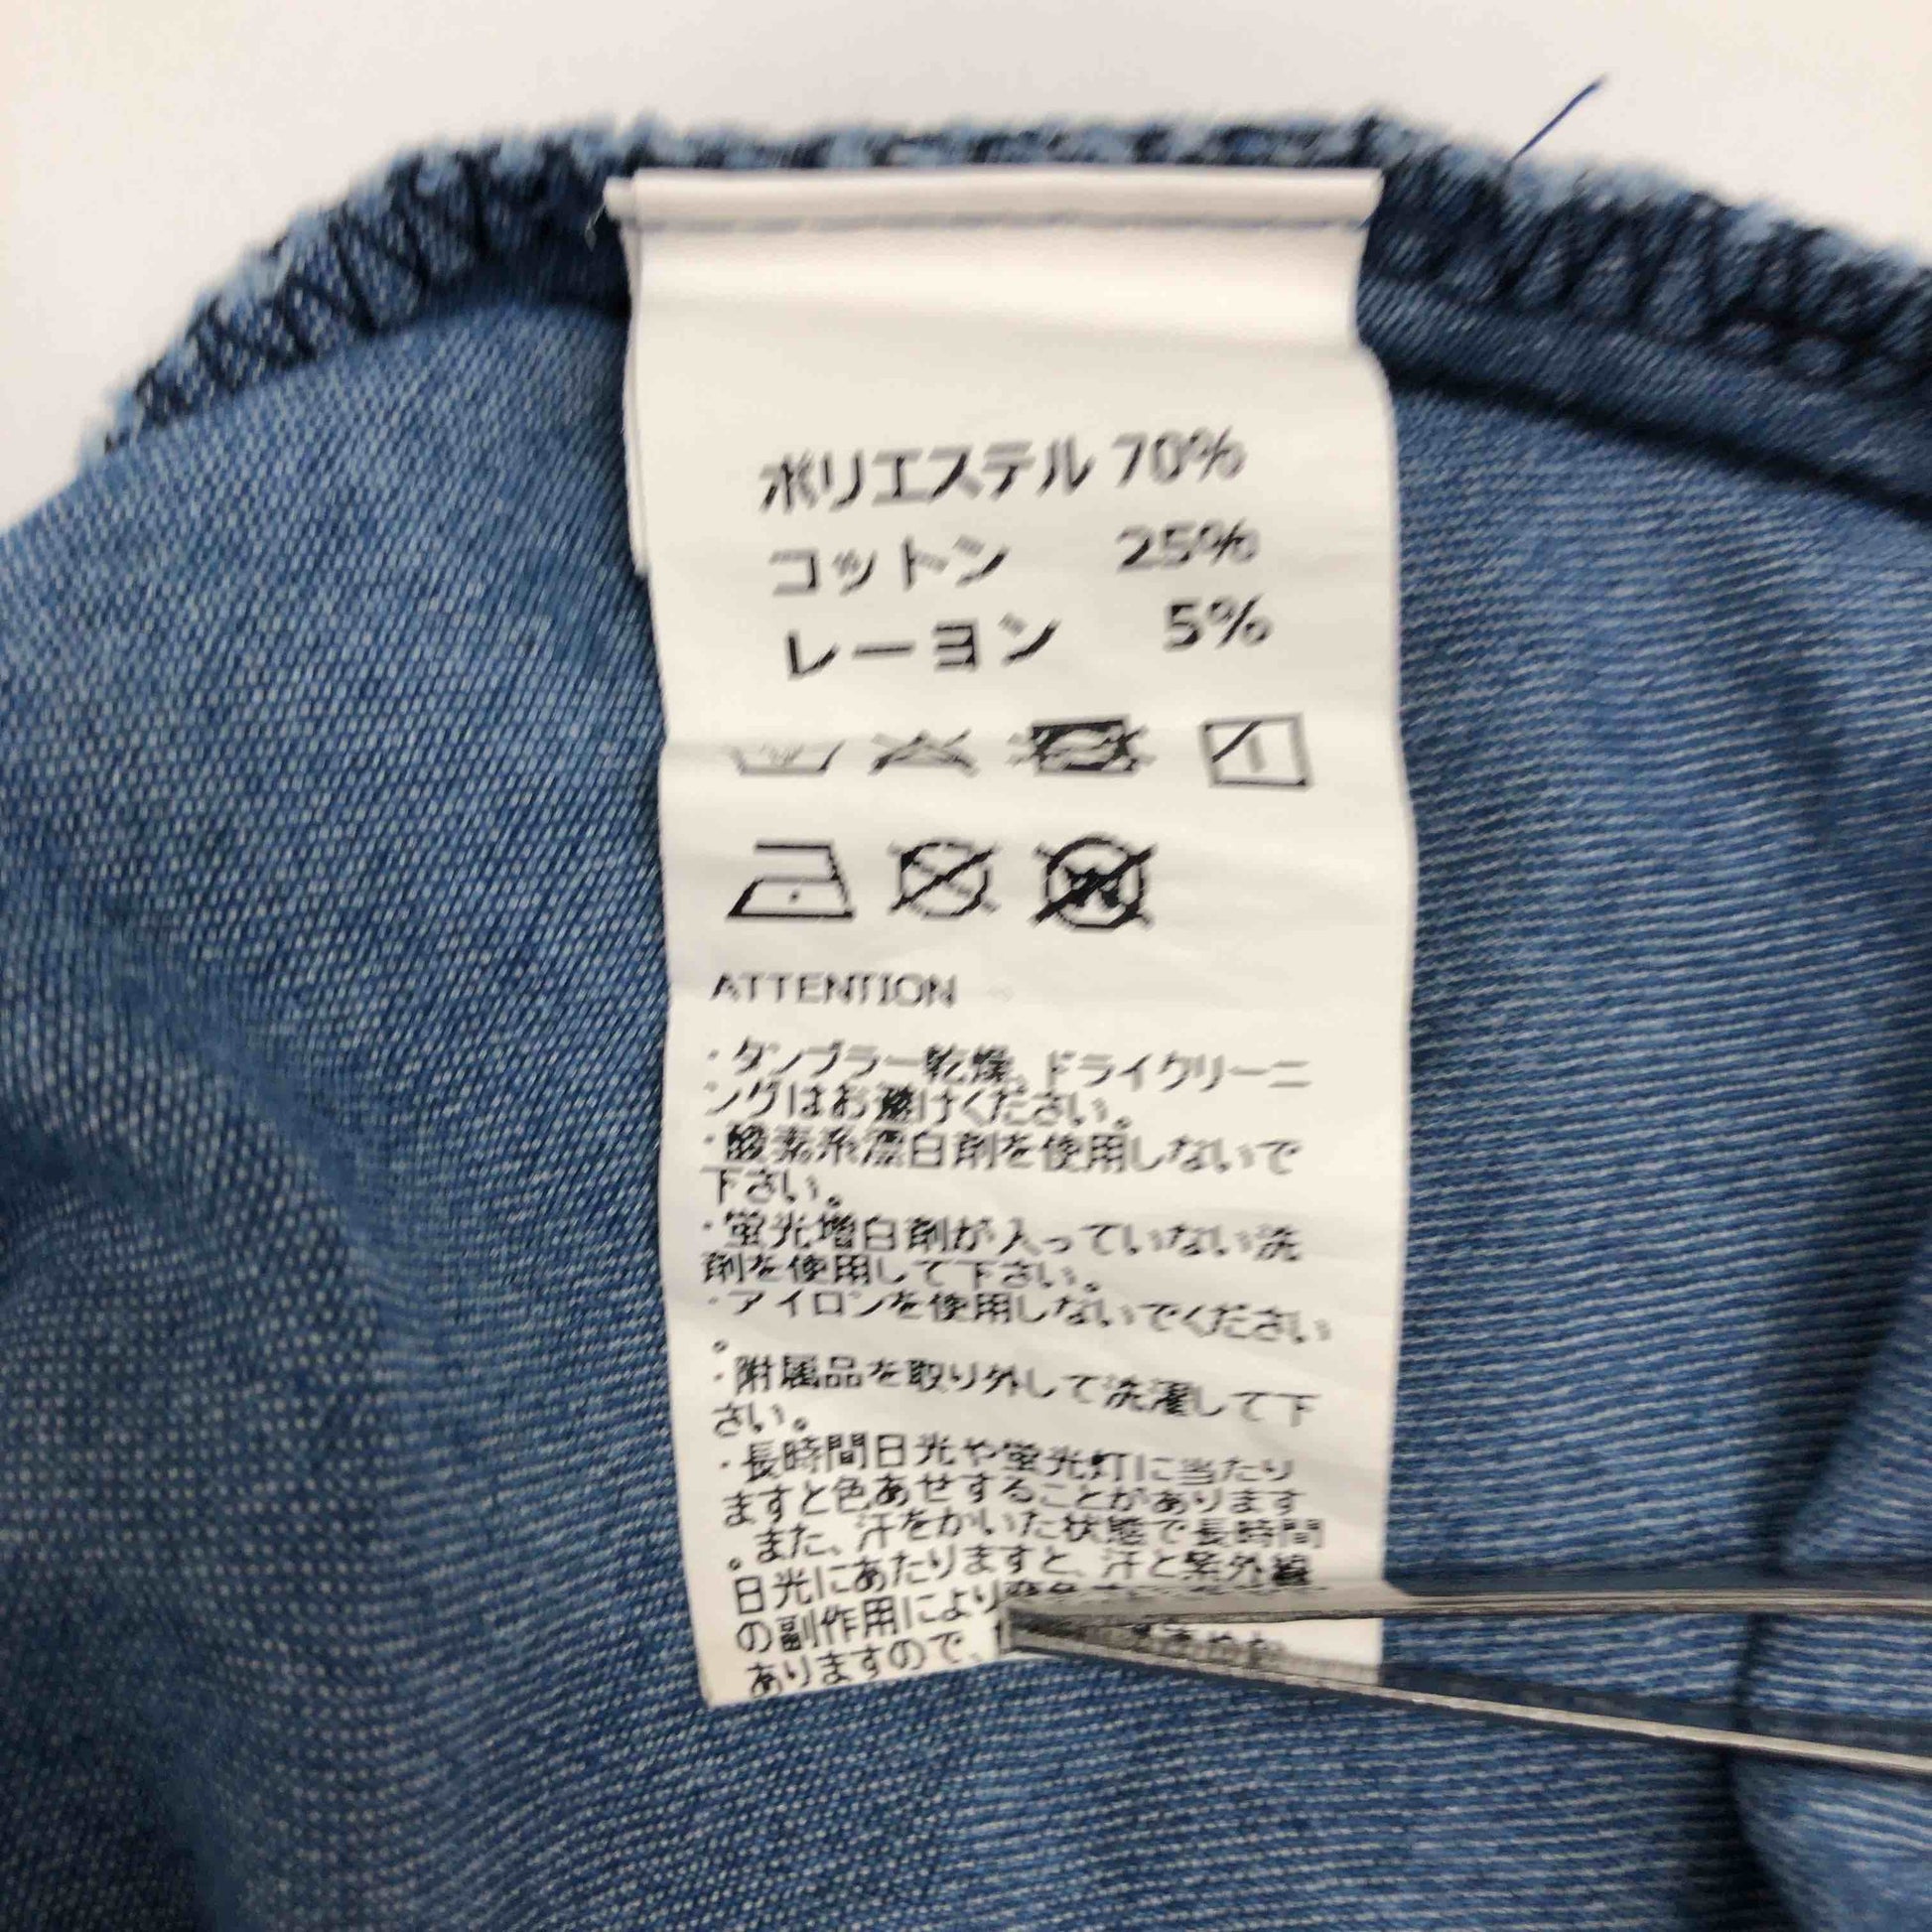 ポリエステル 70%
コットン 25%
レーヨン 5%
ATTENTION
・タンブラー乾燥、ドライクリーニ
ングはお避けください。
・酸素系漂白剤を使用しないで
下さい。
・蛍光増白剤が入っていない洗
剤を使用して下さい。
・アイロンを使用しないでください
。
・附属品を取り外して洗濯して下
さい。
・長時間日光や蛍光灯に当たり
ますと色あせすることがあります
。また、汗をかいた状態で長時間
日光にあたりますと、汗と紫外線
の副作用により
ありますので、